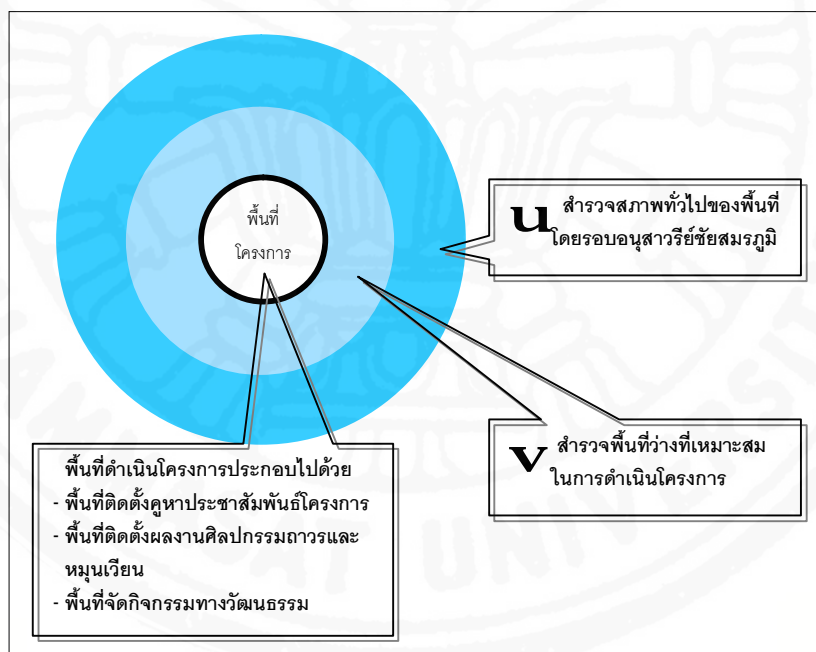 พื้นที่
โครงการ
u สำรวจสภาพทั่วไปของพื้นที่
โดยรอบอนุสาวรีย์ชัยสมรภูมิ
v สำรวจพื้นที่ว่างที่เหมาะสม
ในการดำเนินโครงการ
พื้นที่ดำเนินโครงการประกอบไปด้วย
- พื้นที่ติดตั้งคูหาประชาสัมพันธ์โครงการ
- พื้นที่ติดตั้งผลงานศิลปกรรมถาวรและ
หมุนเวียน
- พื้นที่จัดกิจกรรมทางวัฒนธรรม